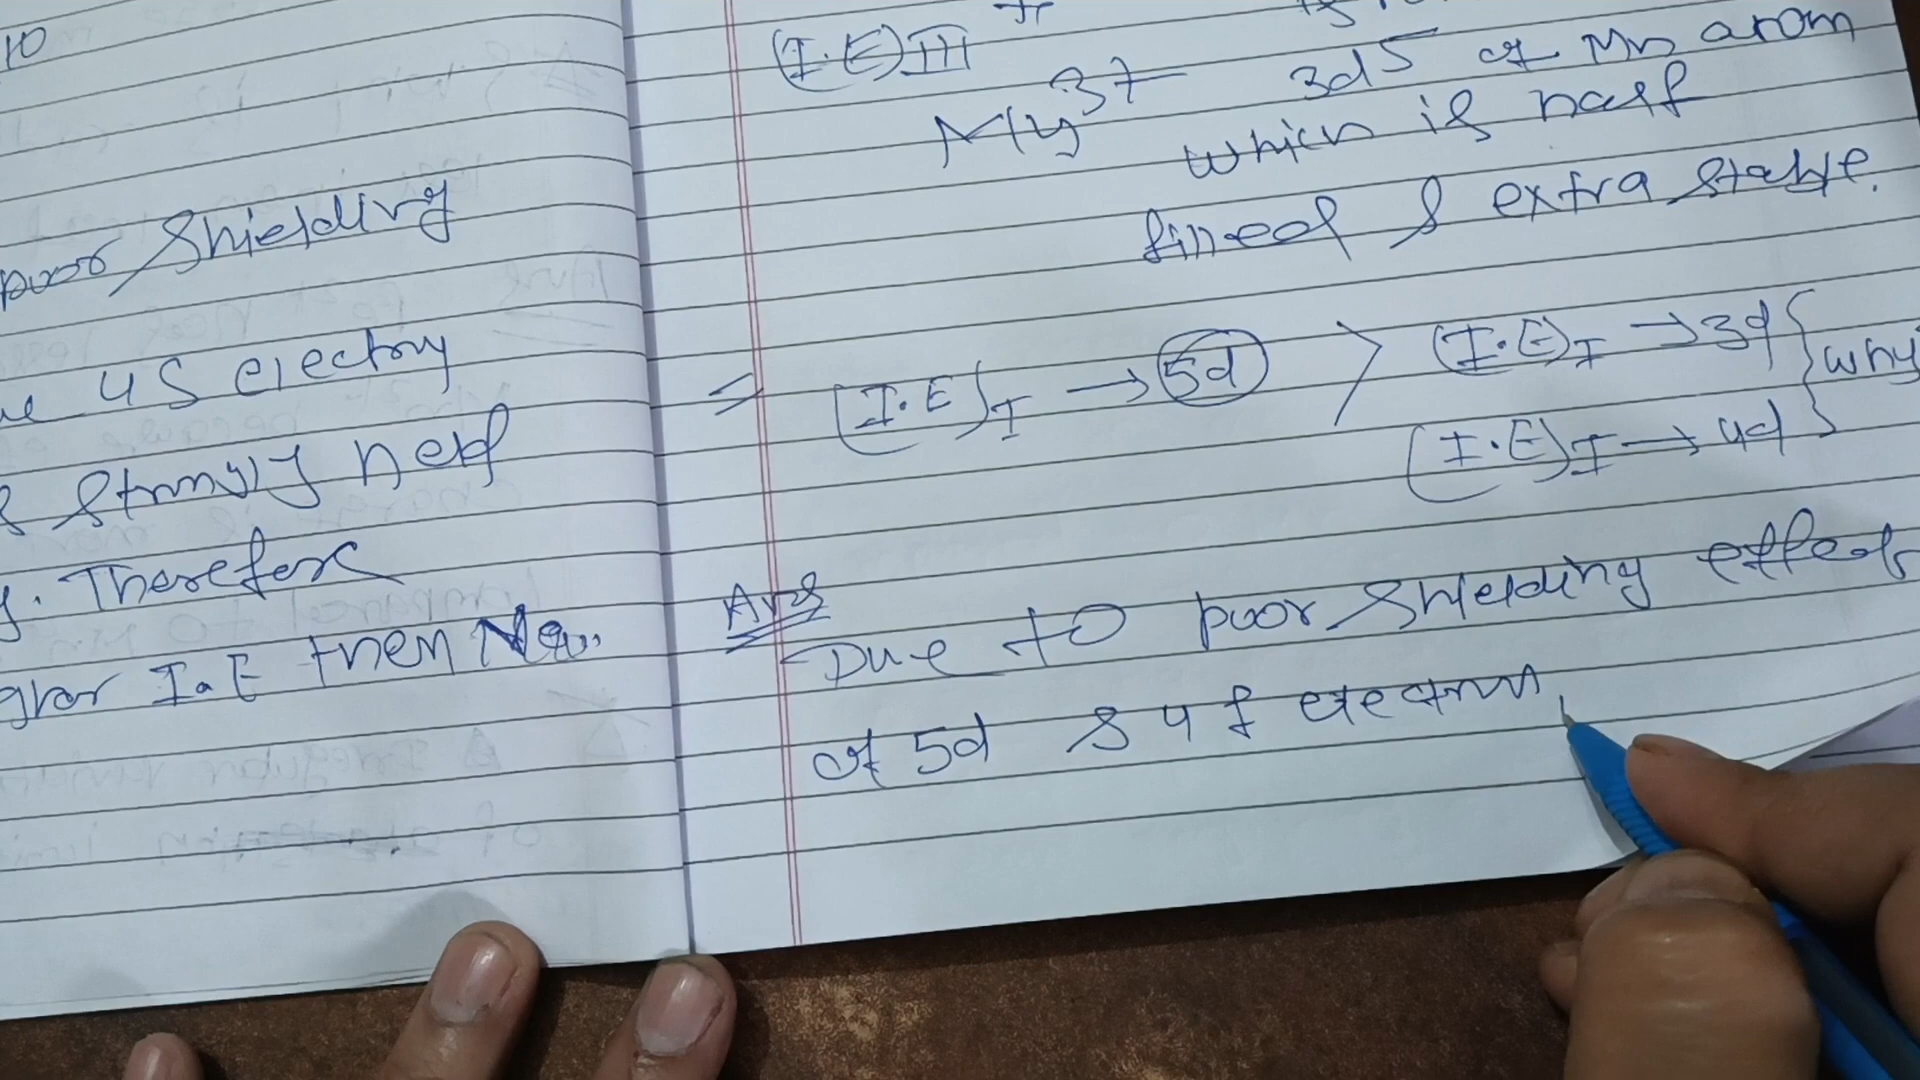 10
poor Shielding
4S electron
Strongly held
Therefore
I.E then
(I.E)III
Mn3+
3d5 of Mn atom
which is half
filled & extra stable.
= (I.E)I → 5d > (I.E)I → 3d } why
(I.E)I → 4d
Ans
Due to poor Shielding effect
of 5d & 4f electron